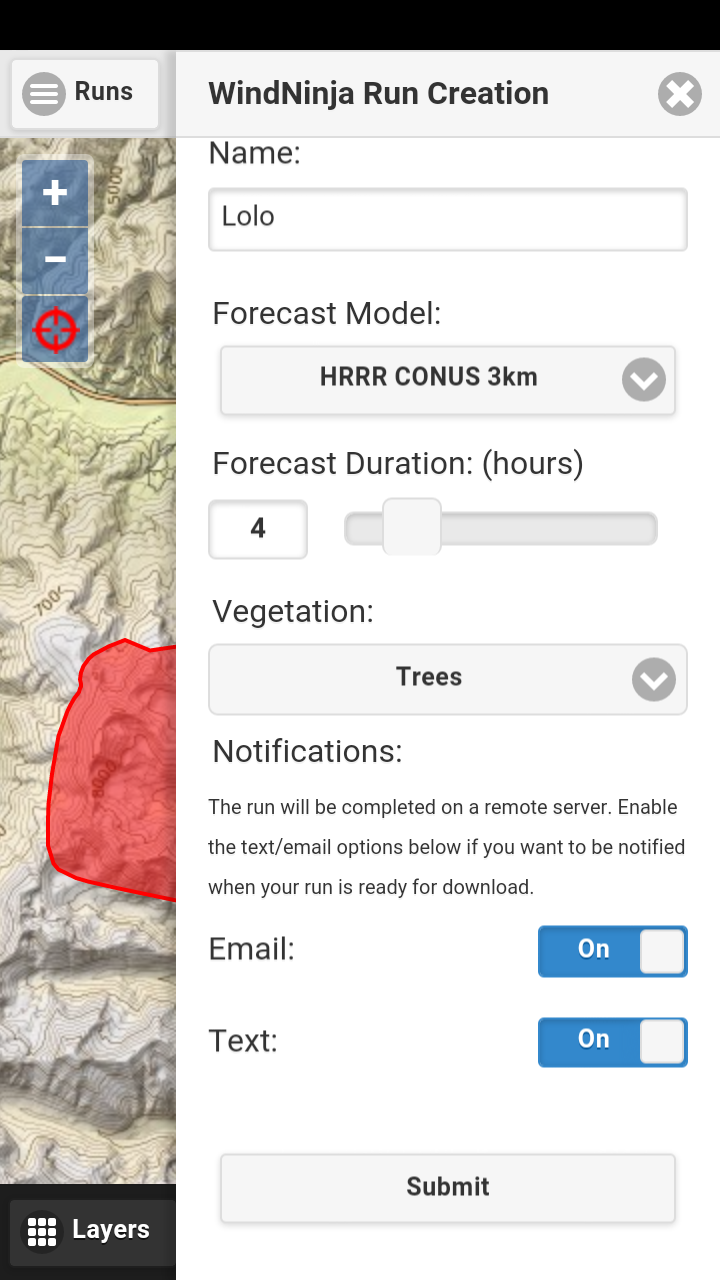 Runs
WindNinja Run Creation
Name:
Lolo
Forecast Model:
HRRR CONUS 3km
Forecast Duration: (hours)
4
Vegetation:
Trees
Notifications:
The run will be completed on a remote server. Enable
the text/email options below if you want to be notified
when your run is ready for download.
Email:
On
Text:
On
Submit
+
−
5000
8000
Layers